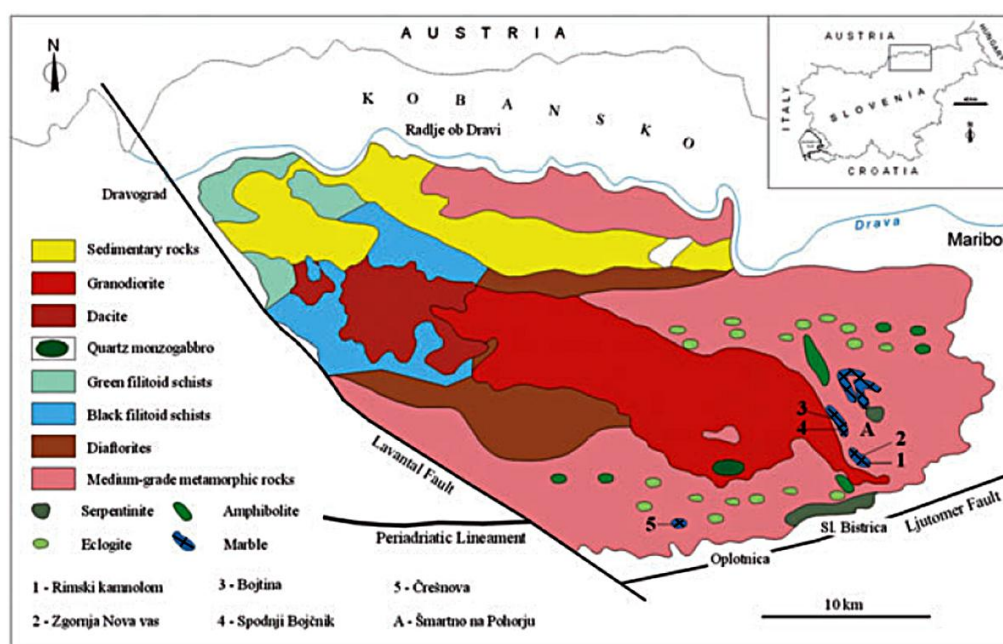 AUSTRIA
N
KOBANSKO
Radlje ob Dravi
Dravograd
Drava
Maribo
AUSTRIA
HUNGARY
ITALY
SLOVENIA
N
CROATIA
Sedimentary rocks
Granodiorite
Dacite
Quartz monzogabbro
Green filitoid schists
Black filitoid schists
Diaftorites
Medium-grade metamorphic rocks
Serpentinite
Amphibolite
Eclogite
Marble
Lavantal Fault
Periadriatic Lineament
3
4
A
2
1
5
Sl. Bistrica
Ljutomer Fault
Oplotnica
1 - Rimski kamnolom
3 - Bojtina
5 - Črešnova
2 - Zgornja Nova vas
4 - Spodnji Bojčnik
A - Šmartno na Pohorju
10 km